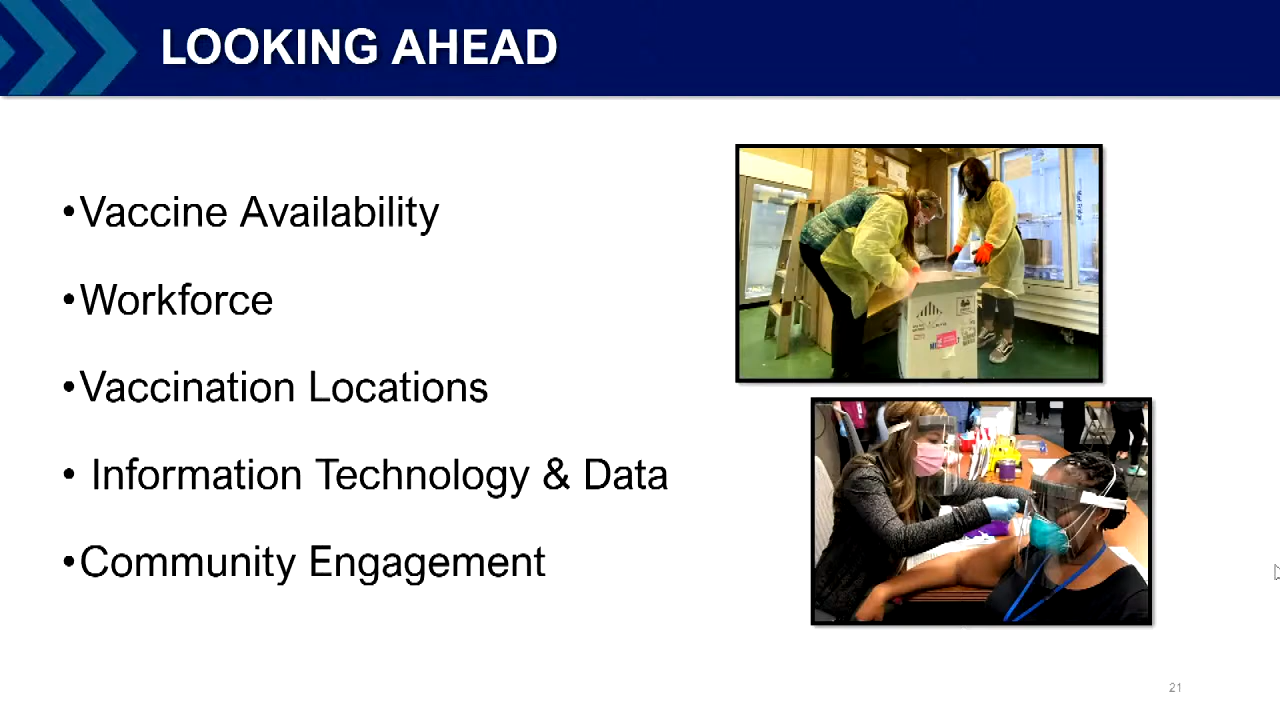 LOOKING AHEAD
•Vaccine Availability
•Workforce
•Vaccination Locations
• Information Technology & Data
•Community Engagement
21